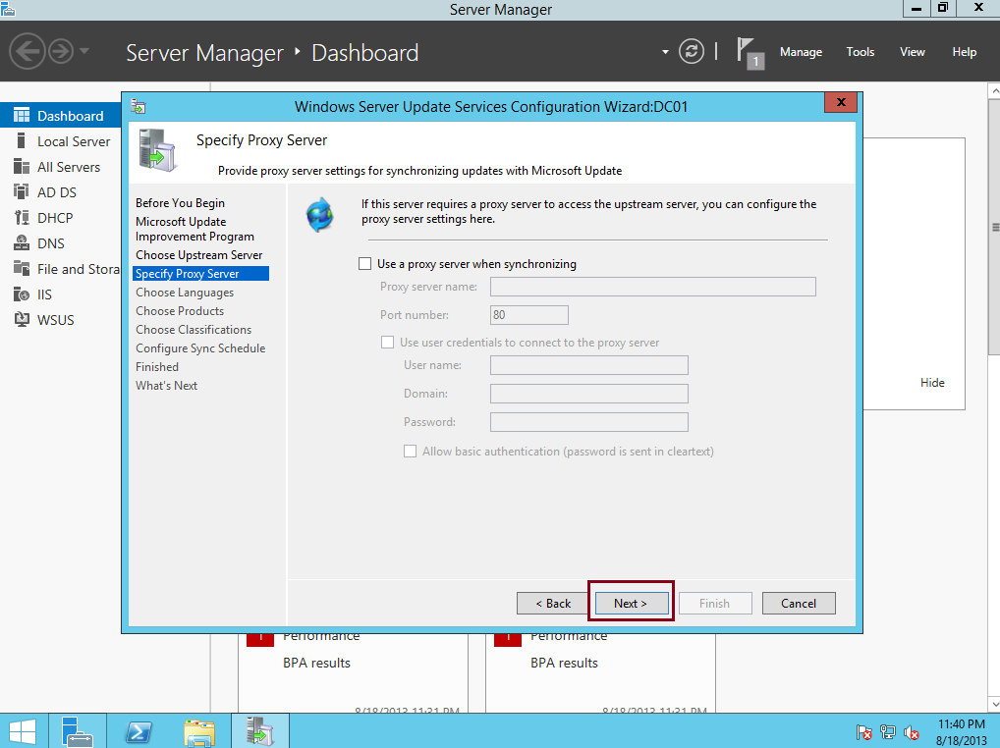 Server Manager
Server Manager ‣ Dashboard
1
Manage
Tools
View
Help
Dashboard
Local Server
All Servers
AD DS
DHCP
DNS
File and Stora
IIS
WSUS
Windows Server Update Services Configuration Wizard:DC01
X
Specify Proxy Server
Provide proxy server settings for synchronizing updates with Microsoft Update
Before You Begin
Microsoft Update
Improvement Program
Choose Upstream Server
Specify Proxy Server
Choose Languages
Choose Products
Choose Classifications
Configure Sync Schedule
Finished
What's Next
If this server requires a proxy server to access the upstream server, you can configure the
proxy server settings here.
Use a proxy server when synchronizing
Proxy server name:
Port number:
80
Use user credentials to connect to the proxy server
User name:
Domain:
Password:
Allow basic authentication (password is sent in cleartext)
< Back
Next >
Finish
Cancel
Hide
1
Performance
BPA results
8/18/2013 11:31 PM
1
Performance
BPA results
8/18/2013 11:31 PM
11:40 PM
8/18/2013